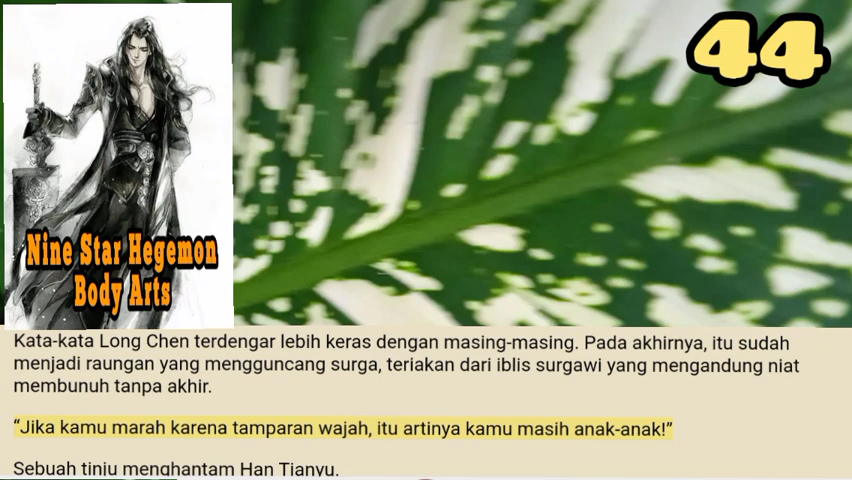 44
Nine Star Hegemon
Body Arts
Kata-kata Long Chen terdengar lebih keras dengan masing-masing. Pada akhirnya, itu sudah
menjadi raungan yang mengguncang surga, teriakan dari iblis surgawi yang mengandung niat
membunuh tanpa akhir.
“Jika kamu marah karena tamparan wajah, itu artinya kamu masih anak-anak!”
Sebuah tinju menghantam Han Tianyu.